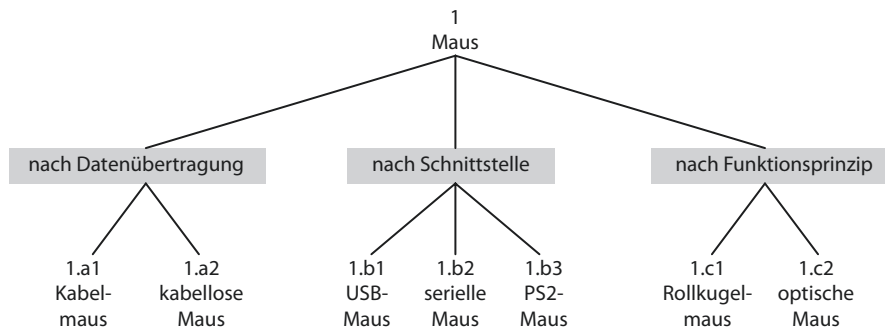 1
Maus
nach Datenübertragung
nach Schnittstelle
nach Funktionsprinzip
1.a1
Kabel-
maus
1.a2
kabellose
Maus
1.b1
USB-
Maus
1.b2
serielle
Maus
1.b3
PS2-
Maus
1.c1
Rollkugel-
maus
1.c2
optische
Maus